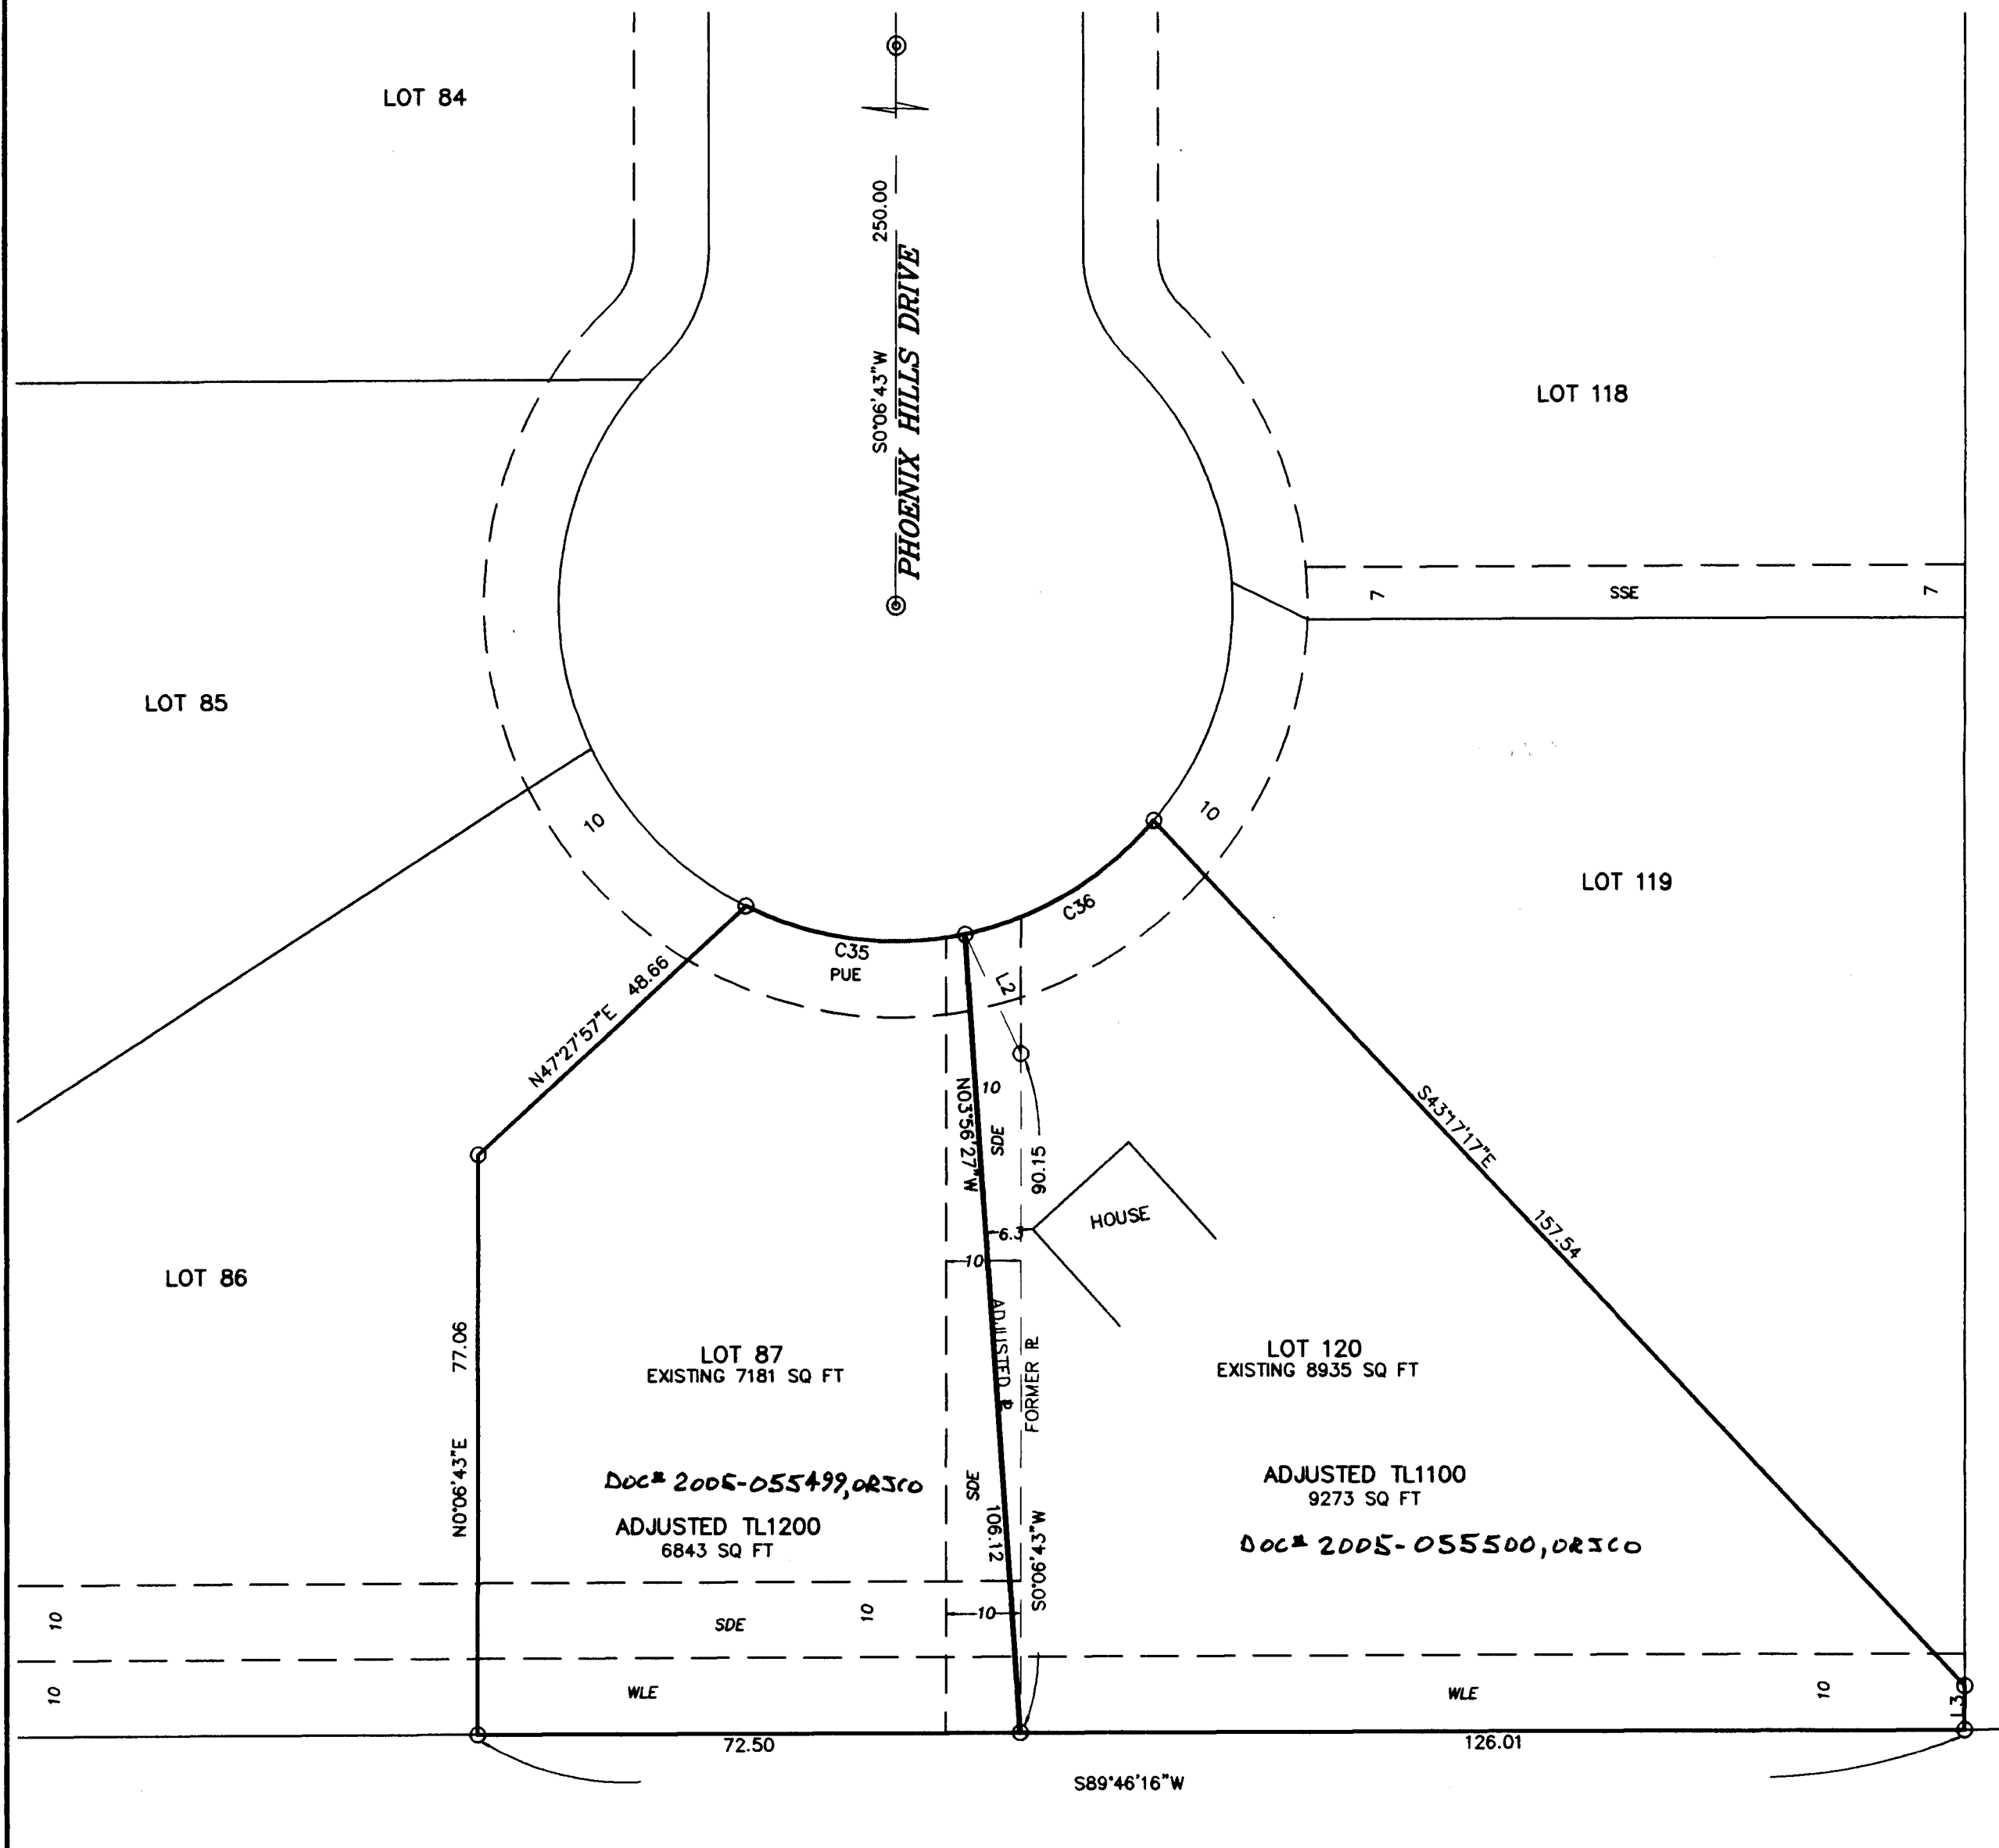 LOT 84
250.00
S0°06'43"W
PHOENIX HILLS DRIVE
LOT 118
7
SSE
7
LOT 85
10
10
LOT 119
C36
C35
PUE
L2
N47°27'57"E 48.66
N03°56'27"W
10
SDE
90.15
S43°17'17"E
HOUSE
6.3
10
157.54
LOT 86
77.06
N0°06'43"E
LOT 87
EXISTING 7181 SQ FT
ADJUSTED PL
FORMER PL
LOT 120
EXISTING 8935 SQ FT
DOC# 2005-055499, ORJCO
ADJUSTED TL1200
6843 SQ FT
SDE
106.12
S0°06'43"W
ADJUSTED TL1100
9273 SQ FT
DOC# 2005-055500, ORJCO
10
SDE
10
10
10
WLE
WLE
10
L3
72.50
126.01
S89°46'16"W